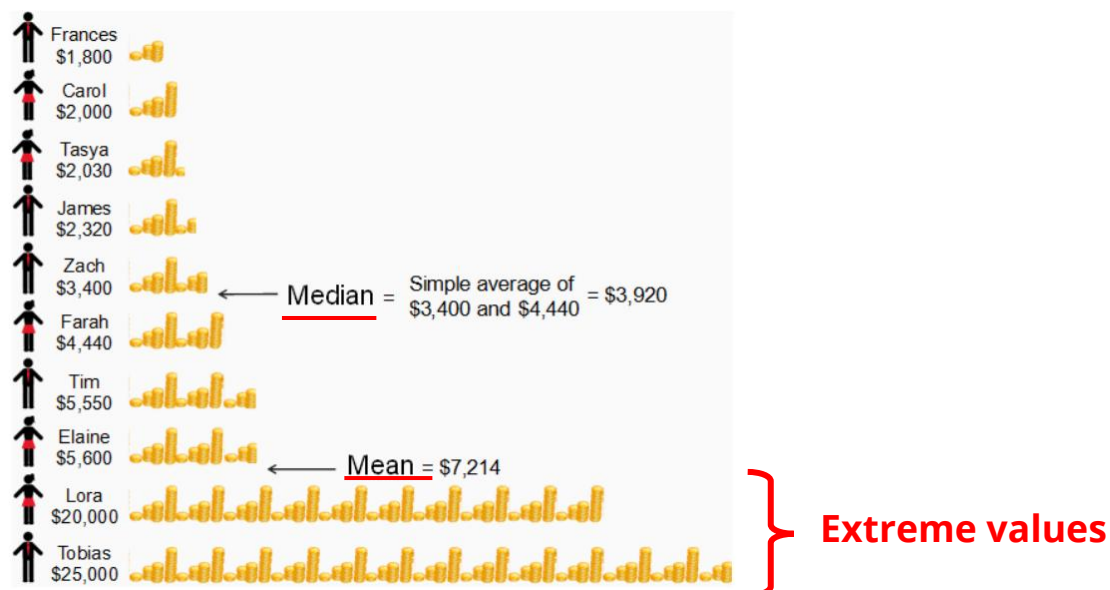 Frances
$1,800
Carol
$2,000
Tasya
$2,030
James
$2,320
Zach
$3,400
Median = Simple average of
$3,400 and $4,440 = $3,920
Farah
$4,440
Tim
$5,550
Elaine
$5,600
Mean = $7,214
Lora
$20,000
Tobias
$25,000
Extreme values